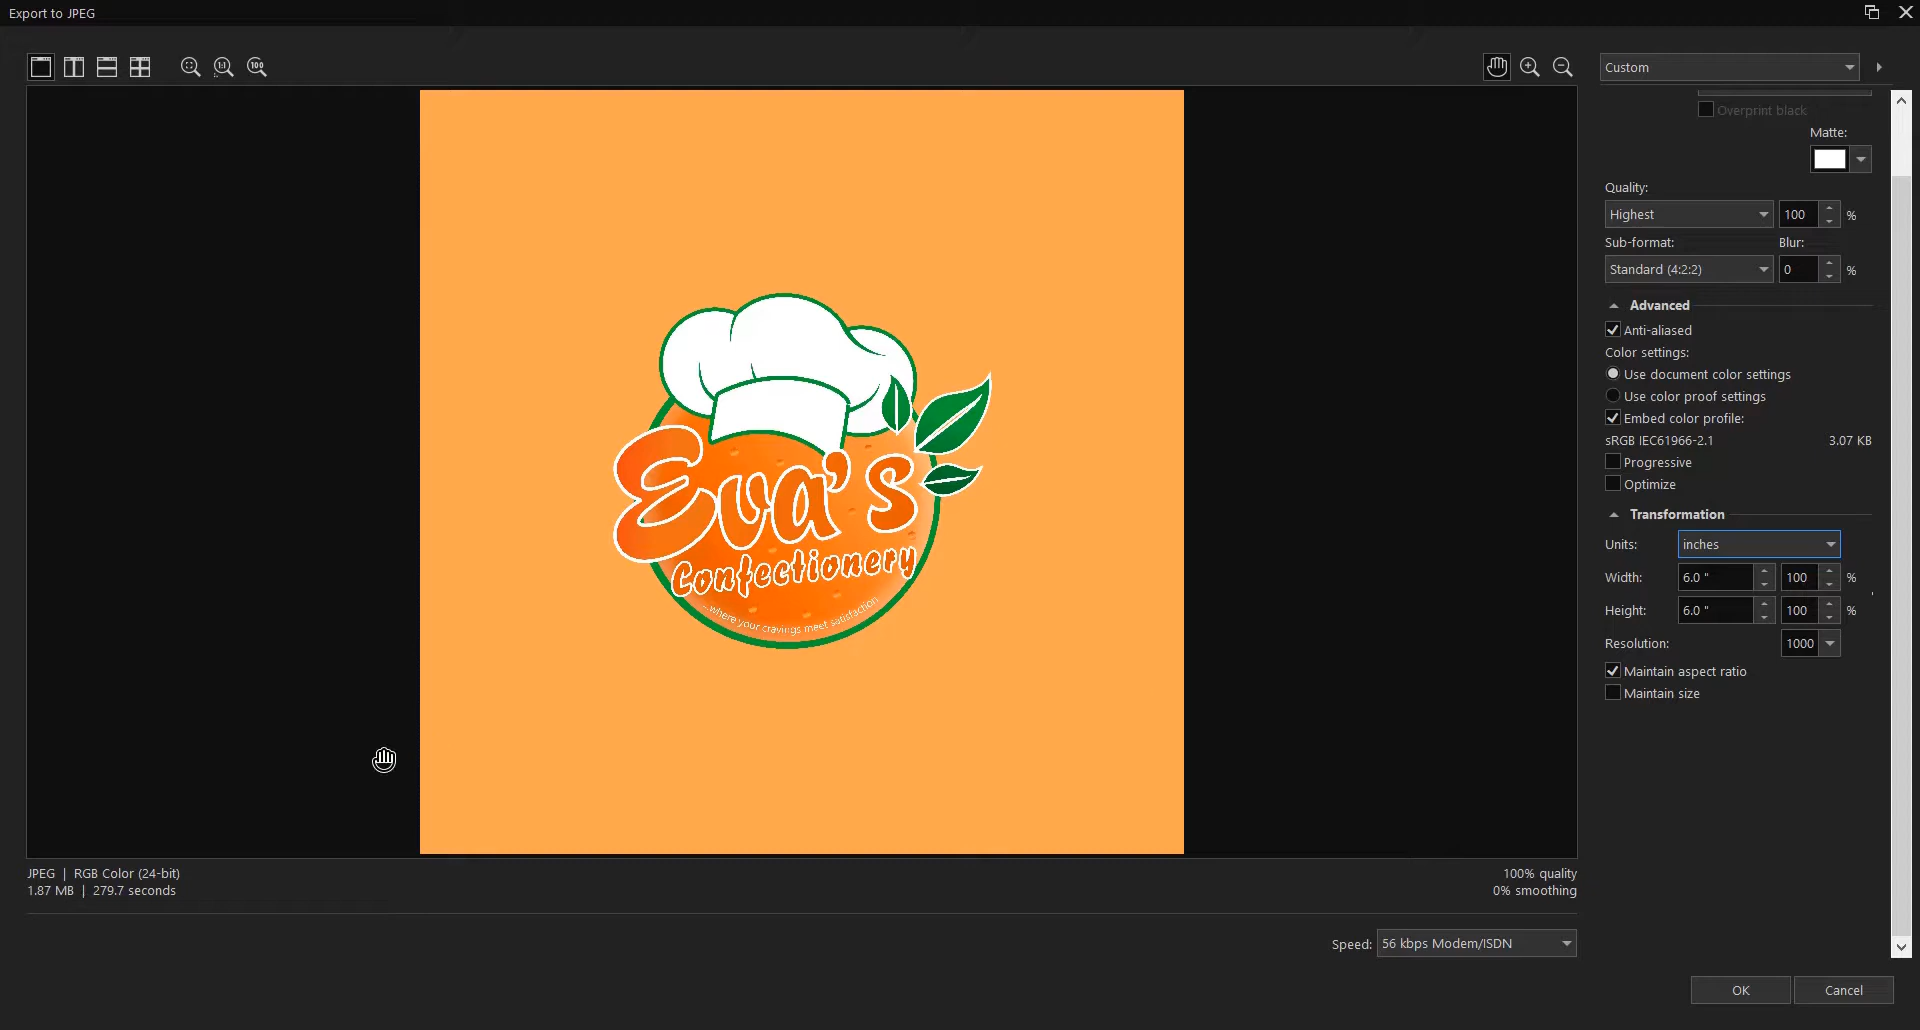 Export to JPEG
1:1
100
Custom
Overprint black
Matte:
Quality:
Highest
100 %
Sub-format:
Blur:
Standard (4:2:2)
0 %
Advanced
Anti-aliased
Color settings:
Use document color settings
Use color proof settings
Embed color profile:
sRGB IEC61966-2.1
3.07 KB
Progressive
Optimize
Transformation
Units:
inches
Width:
6.0 "
100 %
Height:
6.0 "
100 %
Resolution:
1000
Maintain aspect ratio
Maintain size
Eva's
Confectionery
...where your cravings meet satisfaction
JPEG | RGB Color (24-bit)
1.87 MB | 279.7 seconds
100% quality
0% smoothing
Speed:
56 kbps Modem/ISDN
OK
Cancel